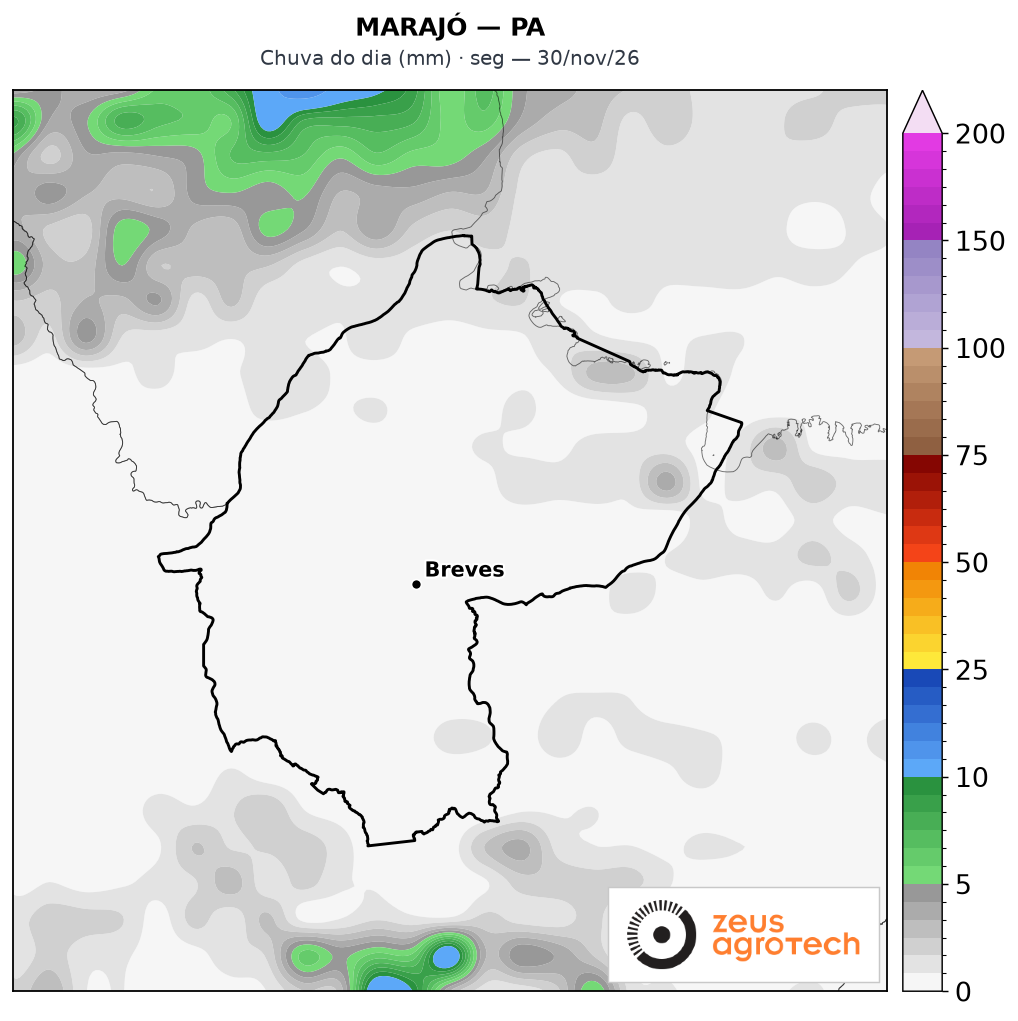 MARAJÓ — PA
Chuva do dia (mm) · seg — 30/nov/26
200
150
100
75
50
25
10
5
0
Breves
zeus
agrotech